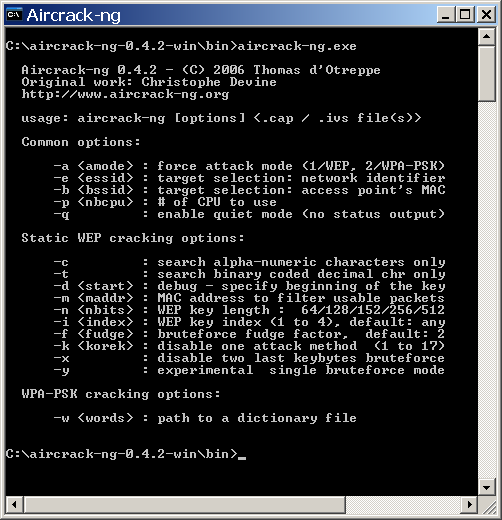 Aircrack-ng
C:\aircrack-ng-0.4.2-win\bin>aircrack-ng.exe
Aircrack-ng 0.4.2 - (C) 2006 Thomas d'Otreppe
Original work: Christophe Devine
http://www.aircrack-ng.org
usage: aircrack-ng [options] <.cap / .ivs file(s)>
Common options:
-a <amode> : force attack mode (1/WEP, 2/WPA-PSK)
-e <essid> : target selection: network identifier
-b <bssid> : target selection: access point's MAC
-p <nbcpu> : # of CPU to use
-q : enable quiet mode (no status output)
Static WEP cracking options:
-c : search alpha-numeric characters only
-t : search binary coded decimal chr only
-d <start> : debug - specify beginning of the key
-m <maddr> : MAC address to filter usable packets
-n <nbits> : WEP key length : 64/128/152/256/512
-i <index> : WEP key index (1 to 4), default: any
-f <fudge> : bruteforce fudge factor, default: 2
-k <korek> : disable one attack method (1 to 17)
-x : disable two last keybytes bruteforce
-y : experimental single bruteforce mode
WPA-PSK cracking options:
-w <words> : path to a dictionary file
C:\aircrack-ng-0.4.2-win\bin>_